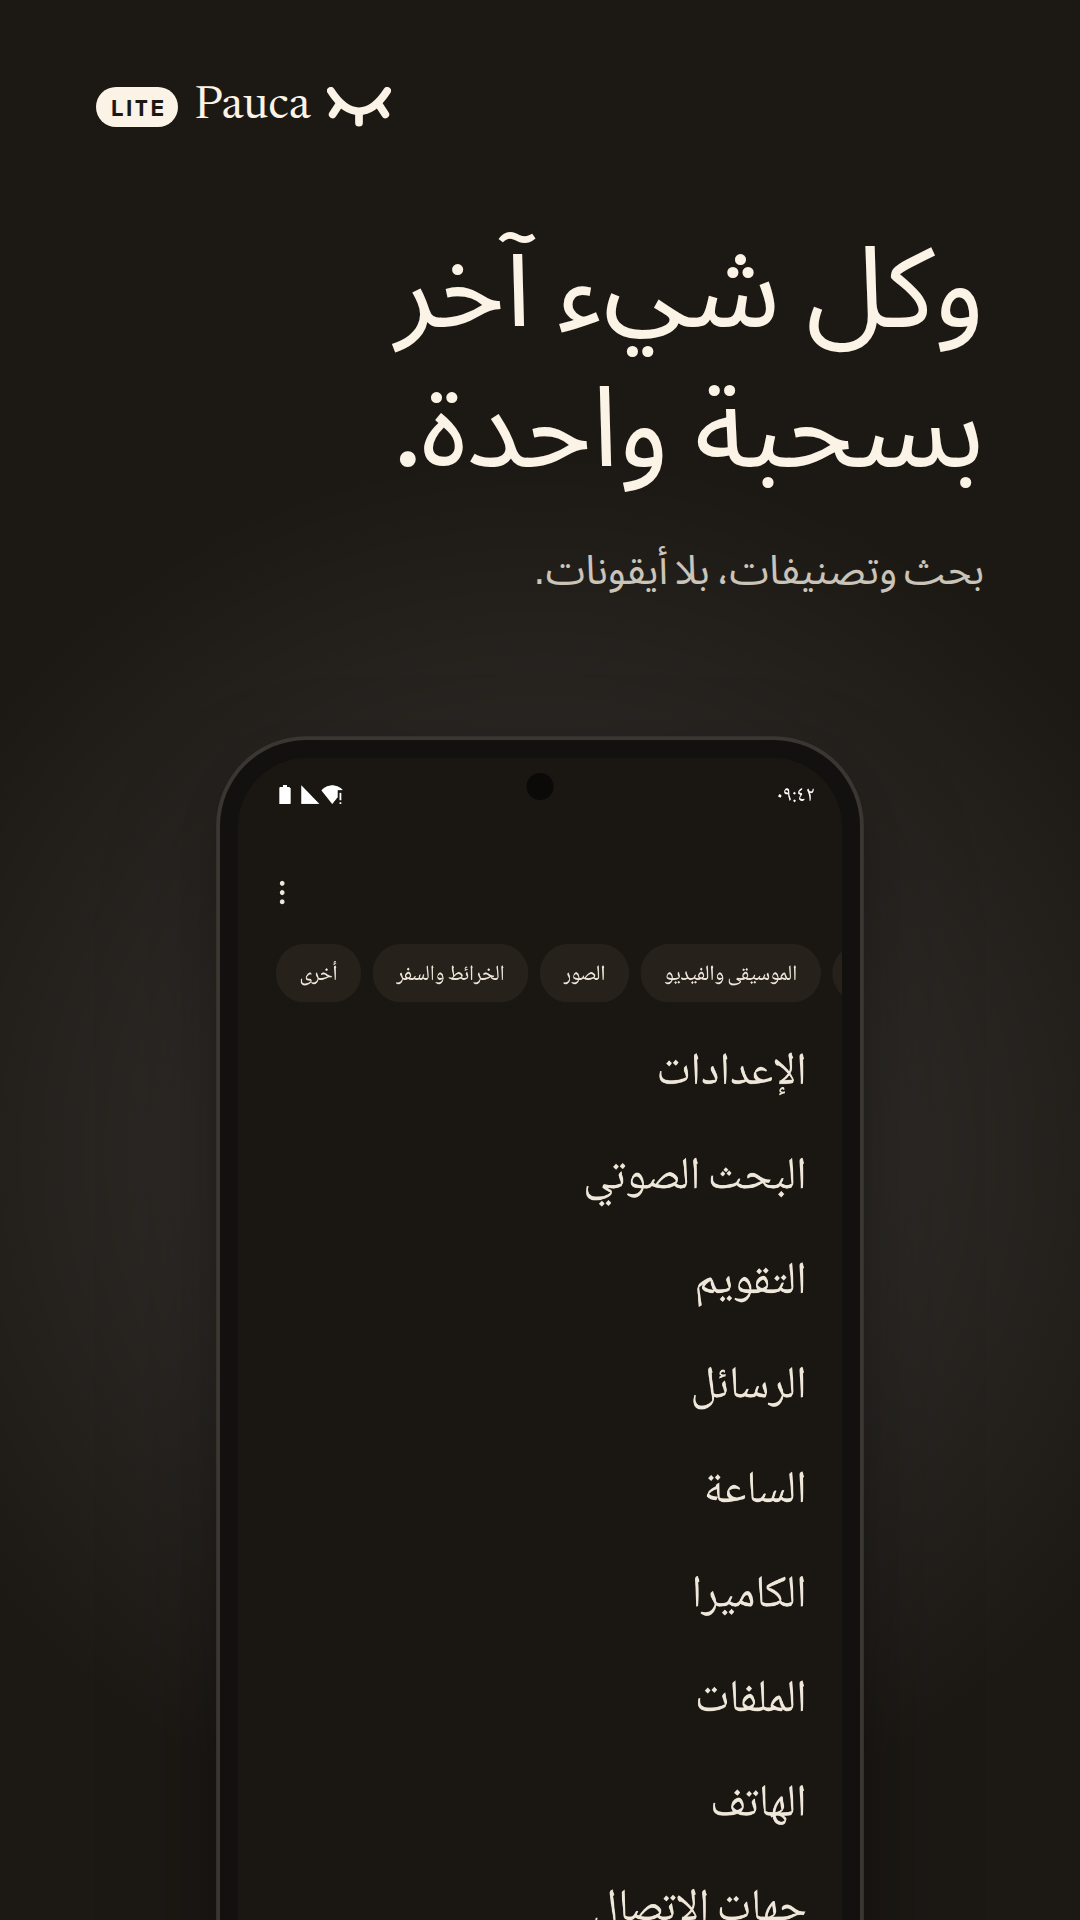 LITE Pauca
وكل شيء آخر
بسحبة واحدة.
بحث وتصنيفات، بلا أيقونات.
٠٩:٤٢
الموسيقى والفيديو
الصور
الخرائط والسفر
أخرى
الإعدادات
البحث الصوتي
التقويم
الرسائل
الساعة
الكاميرا
الملفات
الهاتف
جهات الاتصال